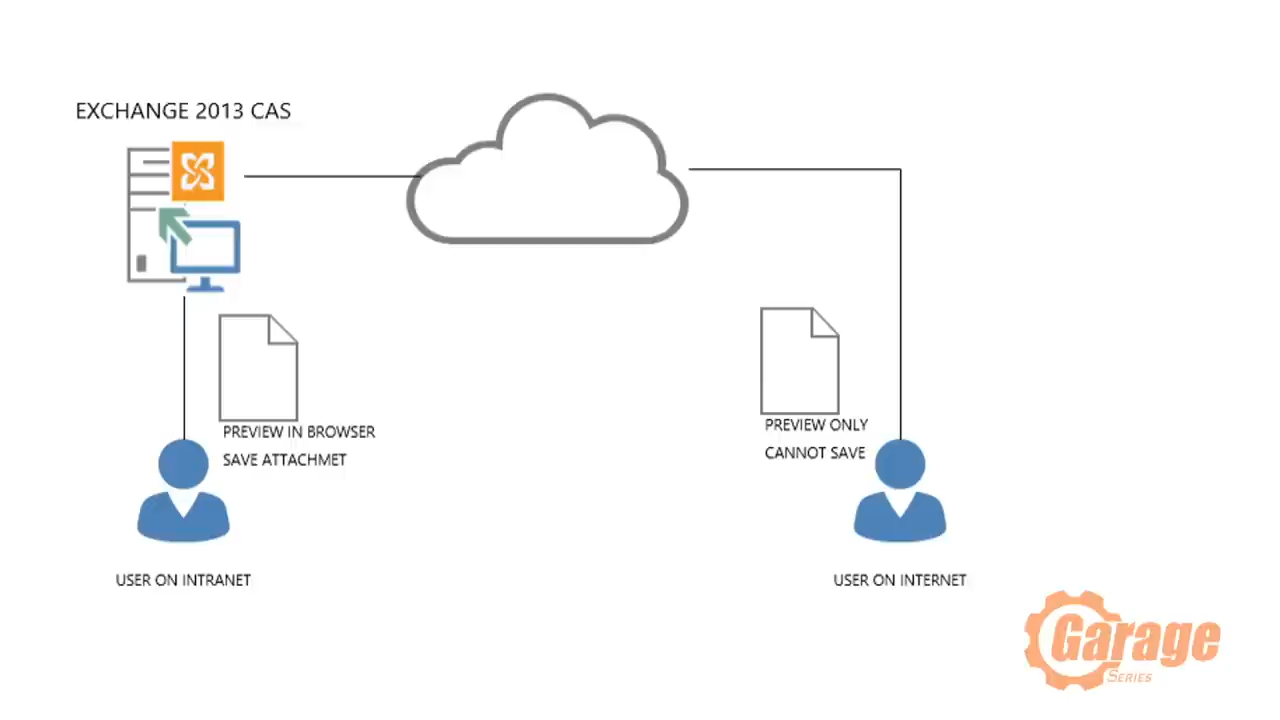 EXCHANGE 2013 CAS
PREVIEW IN BROWSER
SAVE ATTACHMET
USER ON INTRANET
PREVIEW ONLY
CANNOT SAVE
USER ON INTERNET
Garage
SERIES